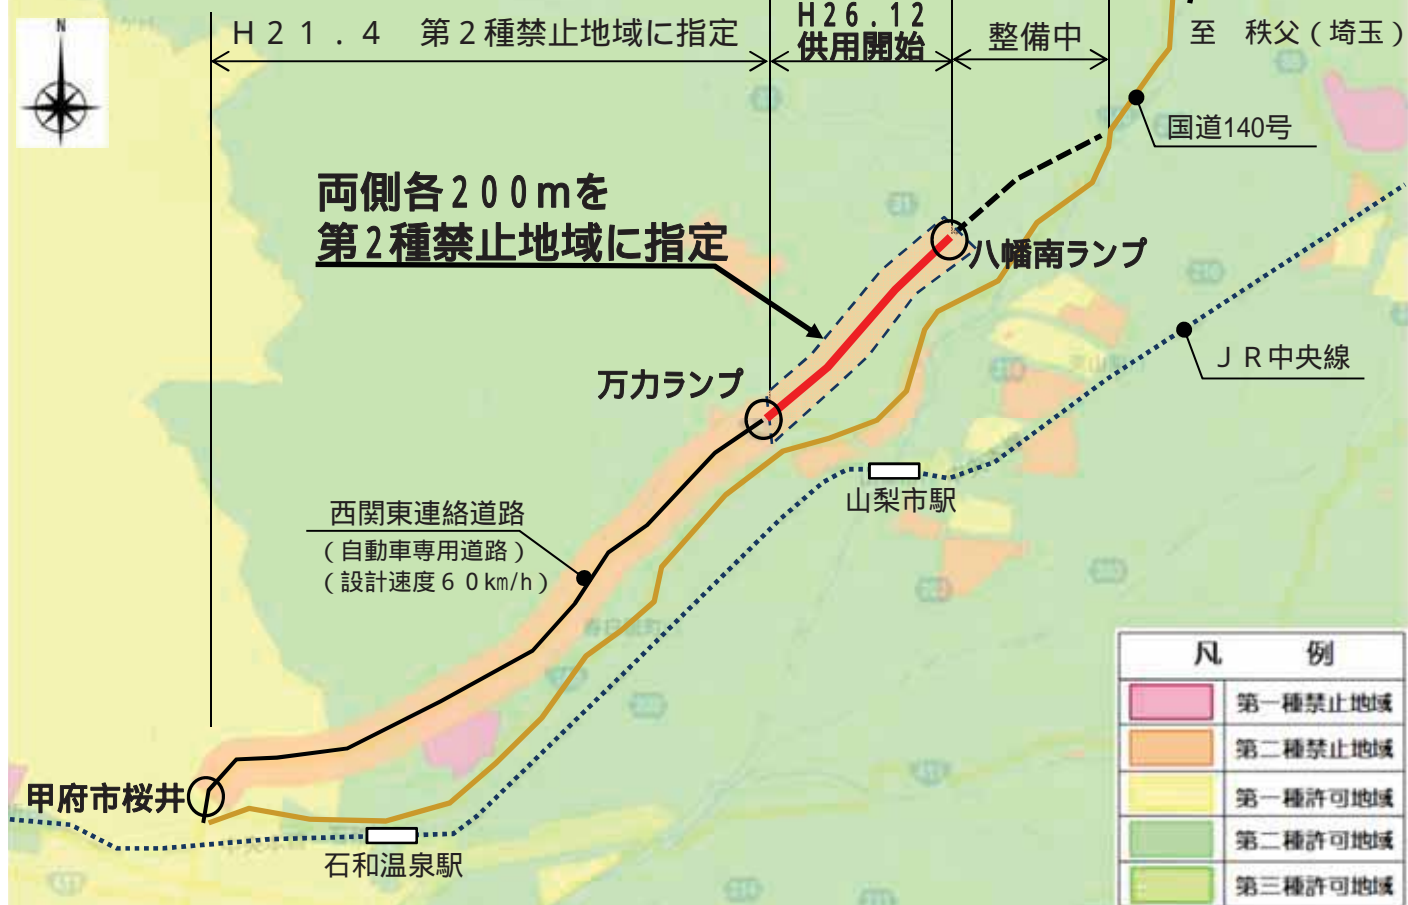 N
H21.4 第2種禁止地域に指定
H26.12
供用開始
整備中
至 秩父(埼玉)
国道140号
両側各200mを
第2種禁止地域に指定
八幡南ランプ
JR中央線
万力ランプ
山梨市駅
西関東連絡道路
(自動車専用道路)
(設計速度60km/h)
甲府市桜井
石和温泉駅
凡 例
第一種禁止地域
第二種禁止地域
第一種許可地域
第二種許可地域
第三種許可地域